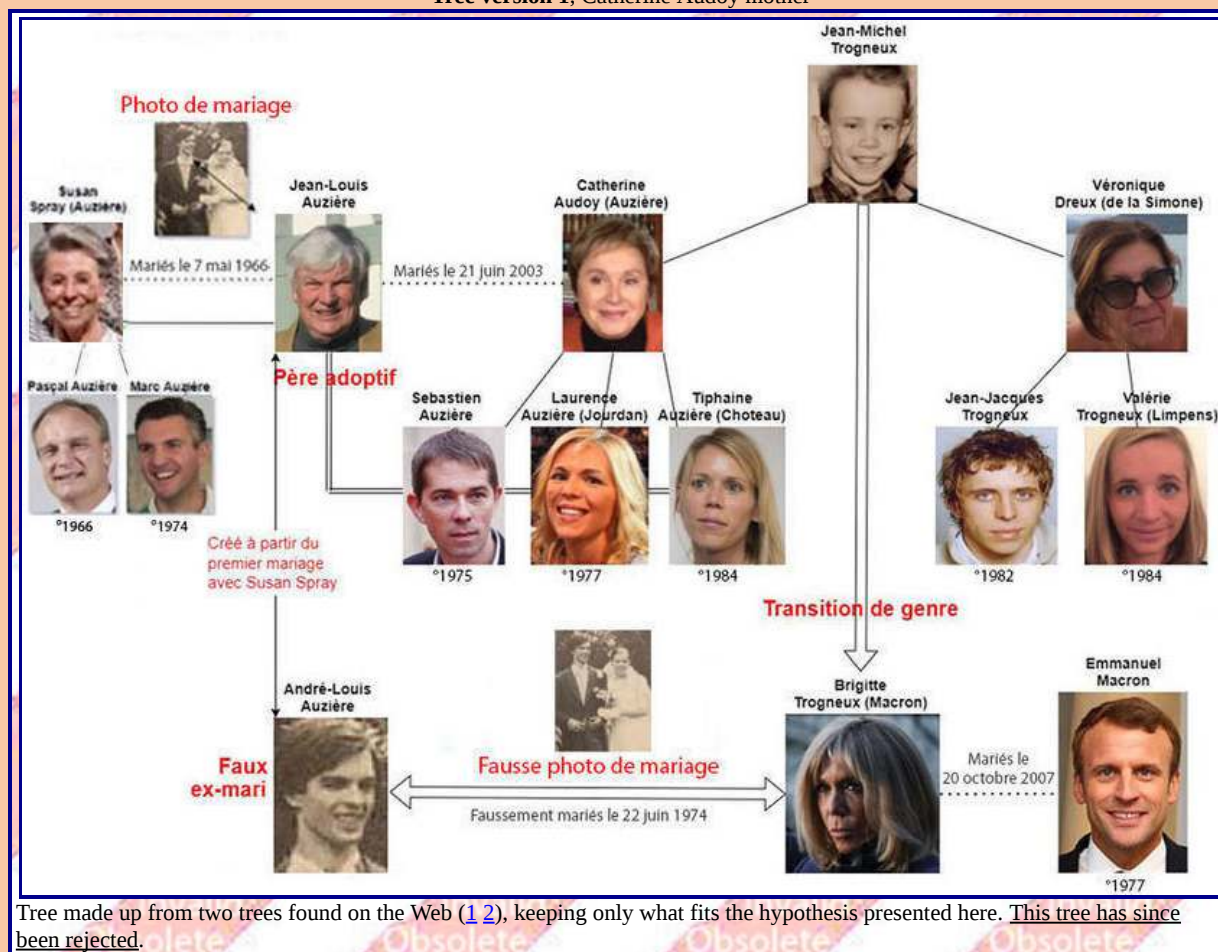 Tree version 1, Catherine Audoy mother
Jean-Michel
Trogneux
Photo de mariage
Susan
Spray (Auzière)
Jean-Louis
Auzière
Catherine
Audoy (Auzière)
Véronique
Dreux (de la Simone)
Mariés le 7 mai 1966
Mariés le 21 juin 2003
Père adoptif
Pascal Auzière
Marc Auzière
Sebastien
Auzière
Laurence
Auzière (Jourdan)
Tiphaine
Auzière (Choteau)
Jean-Jacques
Trogneux
Valérie
Trogneux (Limpens)
°1966
°1974
°1975
°1977
°1984
°1982
°1984
Créé à partir du
premier mariage
avec Susan Spray
Transition de genre
André-Louis
Auzière
Brigitte
Trogneux (Macron)
Emmanuel
Macron
Faux
ex-mari
Fausse photo de mariage
Faussement mariés le 22 juin 1974
Mariés le
20 octobre 2007
°1977
Tree made up from two trees found on the Web (1 2), keeping only what fits the hypothesis presented here. This tree has since
been rejected.
Obsolete